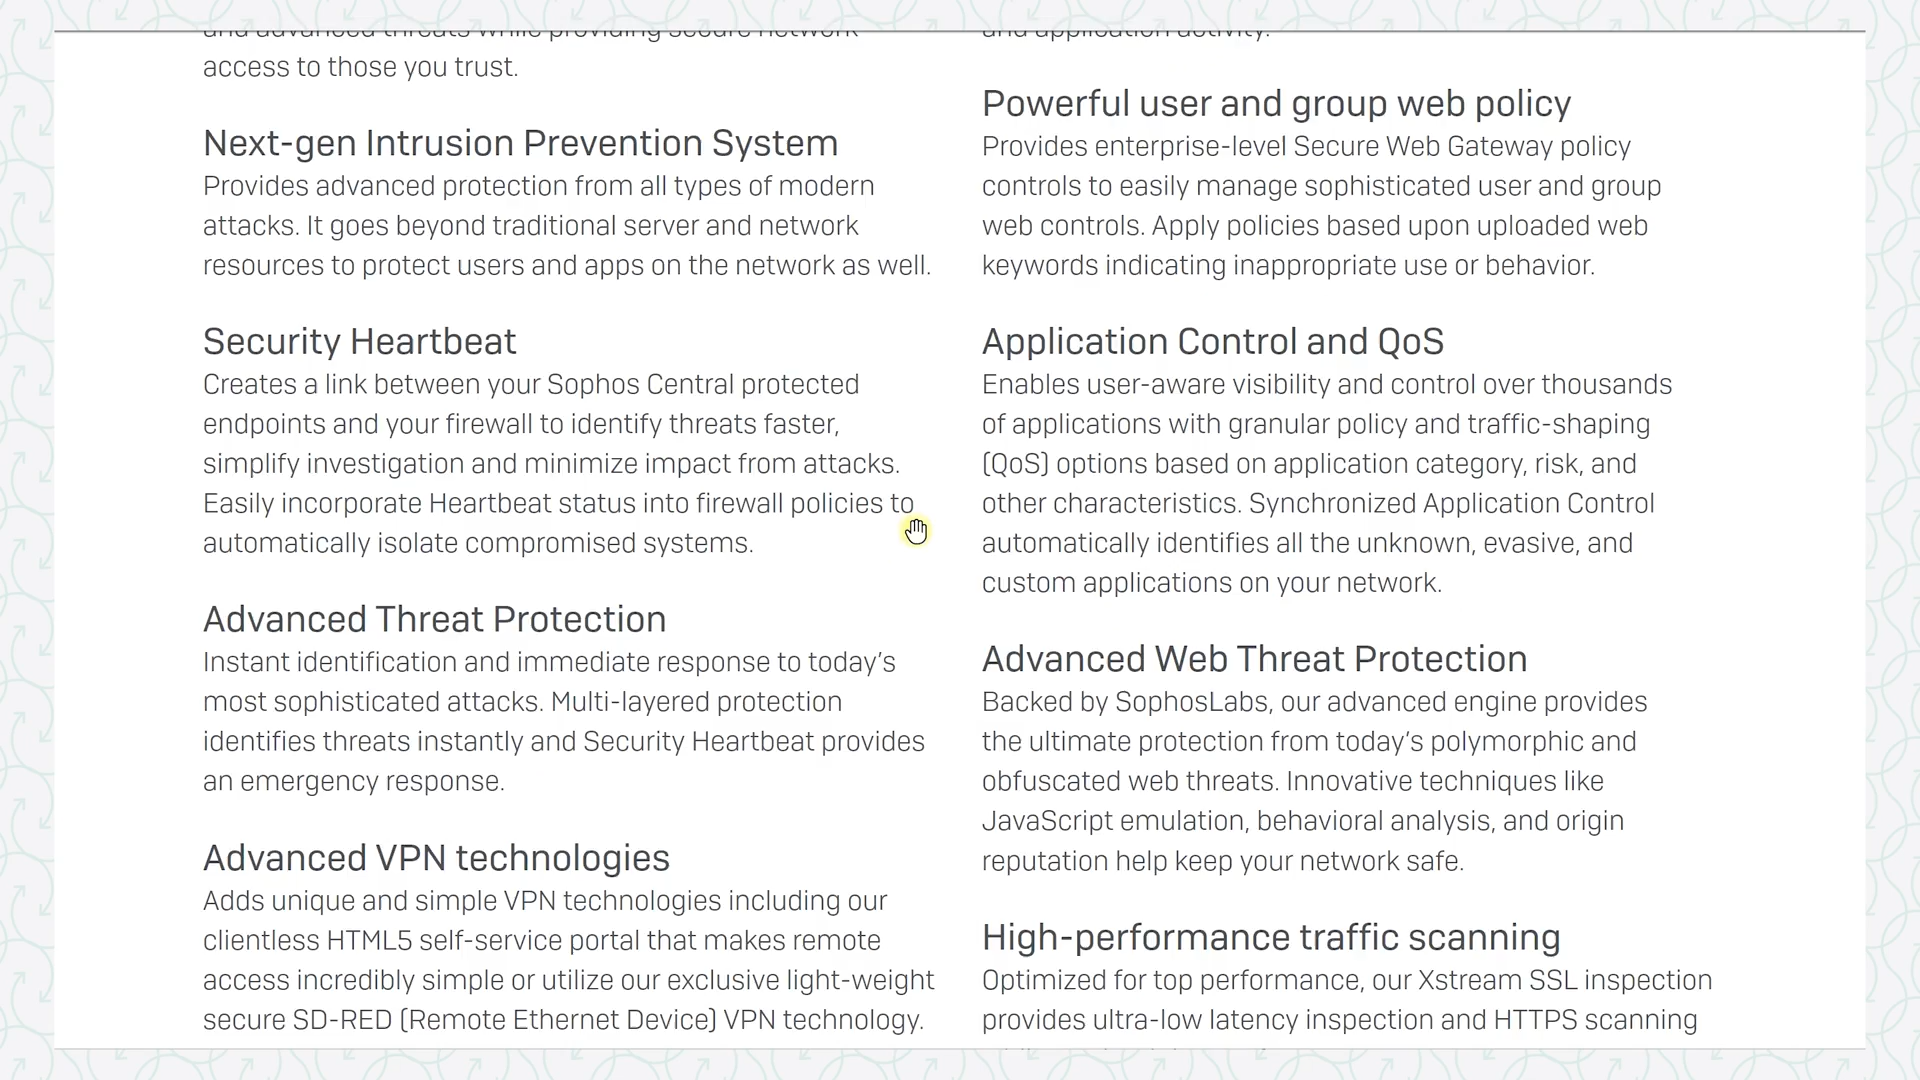 and advanced threats while providing secure network
access to those you trust.
Next-gen Intrusion Prevention System
Provides advanced protection from all types of modern
attacks. It goes beyond traditional server and network
resources to protect users and apps on the network as well.
Security Heartbeat
Creates a link between your Sophos Central protected
endpoints and your firewall to identify threats faster,
simplify investigation and minimize impact from attacks.
Easily incorporate Heartbeat status into firewall policies to
automatically isolate compromised systems.
Advanced Threat Protection
Instant identification and immediate response to today’s
most sophisticated attacks. Multi-layered protection
identifies threats instantly and Security Heartbeat provides
an emergency response.
Advanced VPN technologies
Adds unique and simple VPN technologies including our
clientless HTML5 self-service portal that makes remote
access incredibly simple or utilize our exclusive light-weight
secure SD-RED (Remote Ethernet Device) VPN technology.
and application activity.
Powerful user and group web policy
Provides enterprise-level Secure Web Gateway policy
controls to easily manage sophisticated user and group
web controls. Apply policies based upon uploaded web
keywords indicating inappropriate use or behavior.
Application Control and QoS
Enables user-aware visibility and control over thousands
of applications with granular policy and traffic-shaping
(QoS) options based on application category, risk, and
other characteristics. Synchronized Application Control
automatically identifies all the unknown, evasive, and
custom applications on your network.
Advanced Web Threat Protection
Backed by SophosLabs, our advanced engine provides
the ultimate protection from today’s polymorphic and
obfuscated web threats. Innovative techniques like
JavaScript emulation, behavioral analysis, and origin
reputation help keep your network safe.
High-performance traffic scanning
Optimized for top performance, our Xstream SSL inspection
provides ultra-low latency inspection and HTTPS scanning